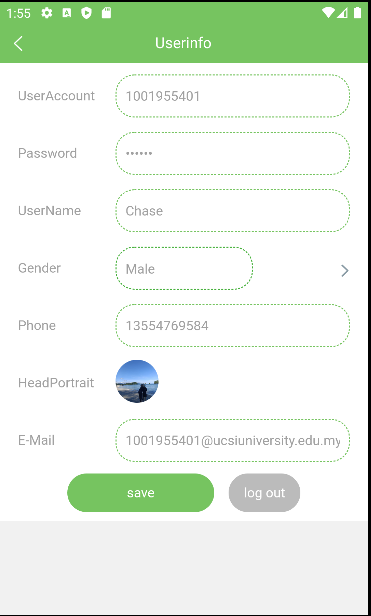 1:55
Userinfo
UserAccount 1001955401
Password ••••••
UserName Chase
Gender Male
Phone 13554769584
HeadPortrait
E-Mail 1001955401@ucsiuniversity.edu.my
save log out